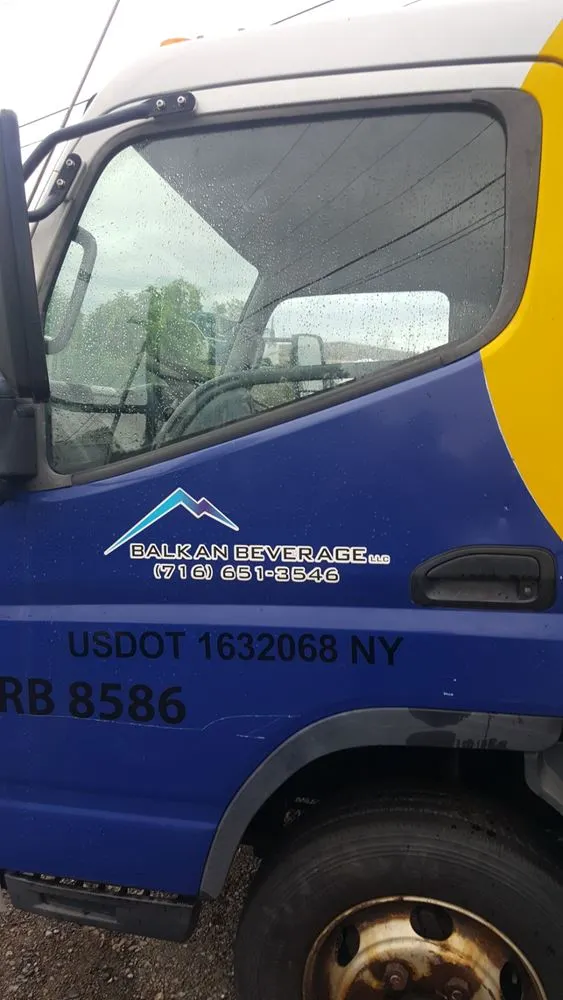 BALKAN BEVERAGE LLC
(716) 651-3546
USDOT 1632068 NY
RB 8586